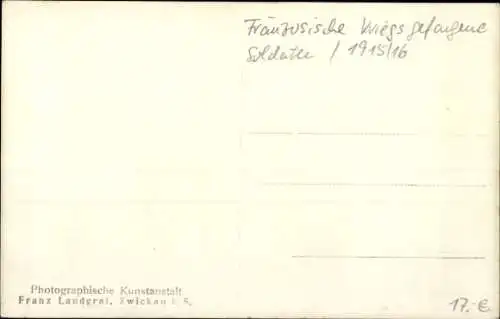 Französische Kriegsgefangene
Soldaten / 1915/16
Photographische Kunstanstalt
Franz Landgraf, Zwickau i. S.
17.-€